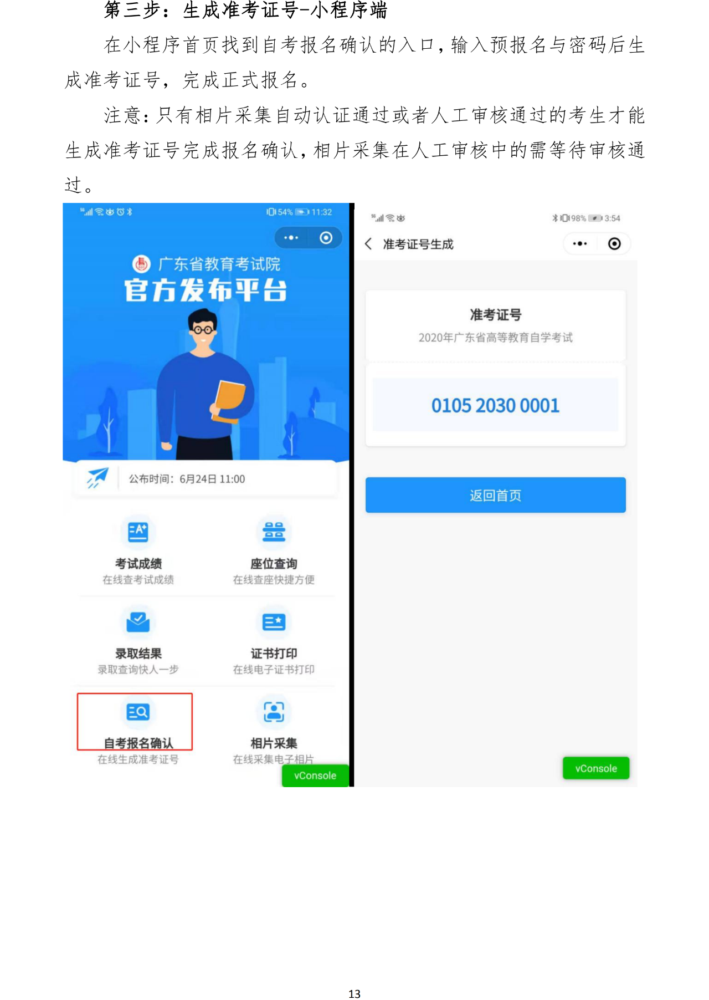 第三步：生成准考证号-小程序端
在小程序首页找到自考报名确认的入口，输入预报名与密码后生
成准考证号，完成正式报名。
注意：只有相片采集自动认证通过或者人工审核通过的考生才能
生成准考证号完成报名确认，相片采集在人工审核中的需等待审核通
过。
5G 54% 11:32
广东省教育考试院
官方发布平台
公布时间：6月24日 11:00
考试成绩 座位查询
在线查考试成绩 在线查座快捷方便
录取结果 证书打印
录取查询快人一步 在线电子证书打印
自考报名确认 相片采集
在线生成准考证号 在线采集电子相片
vConsole
5G 98% 3:54
准考证号生成
准考证号
2020年广东省高等教育自学考试
0105 2030 0001
返回首页
vConsole
13